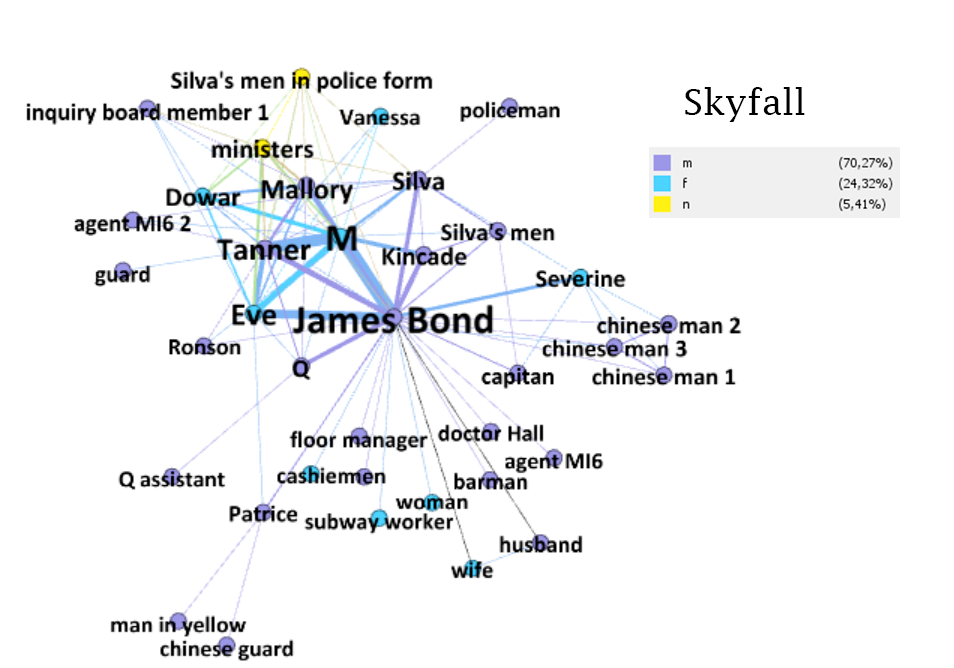 Skyfall
m (70,27%)
f (24,32%)
n (5,41%)
Silva's men in police form
inquiry board member 1
Vanessa
policeman
ministers
Dowar
Mallory
Silva
agent MI6 2
Tanner
M
Silva's men
Kincade
guard
Severine
Eve
James Bond
chinese man 2
Ronson
chinese man 3
Q
capitan
chinese man 1
floor manager
doctor Hall
agent MI6
Q assistant
cashiemen
barman
woman
Patrice
subway worker
husband
wife
man in yellow
chinese guard